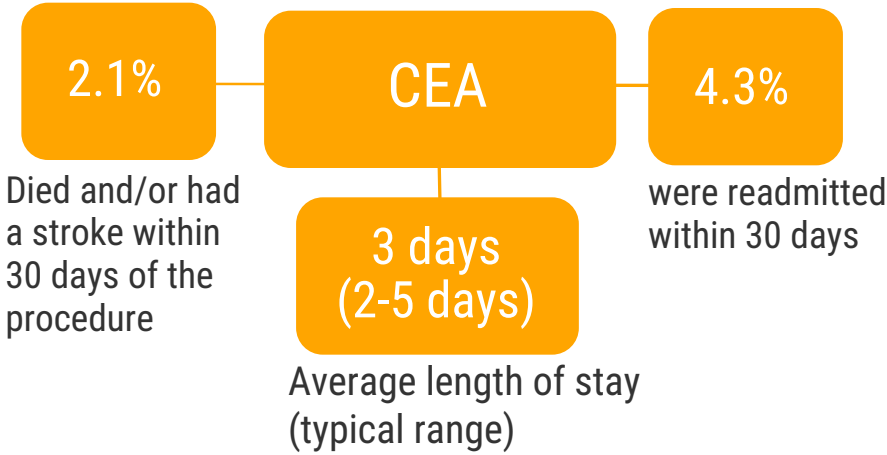 2.1%
Died and/or had
a stroke within
30 days of the
procedure
CEA
3 days
(2-5 days)
Average length of stay
(typical range)
4.3%
were readmitted
within 30 days